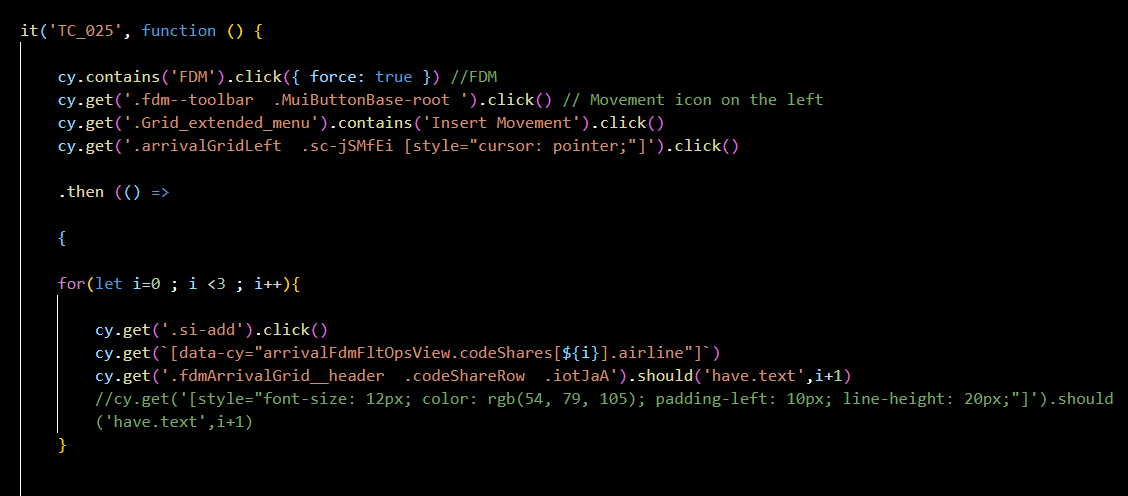 it('TC_025', function () {
cy.contains('FDM').click({ force: true }) //FDM
cy.get('.fdm--toolbar  .MuiButtonBase-root ').click() // Movement icon on the left
cy.get('.Grid_extended_menu').contains('Insert Movement').click()
cy.get('.arrivalGridLeft  .sc-jSMfEi [style="cursor: pointer;"]').click()
.then (() =>
{
for(let i=0 ; i <3 ; i++){
cy.get('.si-add').click()
cy.get(`[data-cy="arrivalFdmFltOpsView.codeShares[${i}].airline"]`)
cy.get('.fdmArrivalGrid__header  .codeShareRow  .iotJaA').should('have.text',i+1)
//cy.get('[style="font-size: 12px; color: rgb(54, 79, 105); padding-left: 10px; line-height: 20px;"]').should
('have.text',i+1)
}